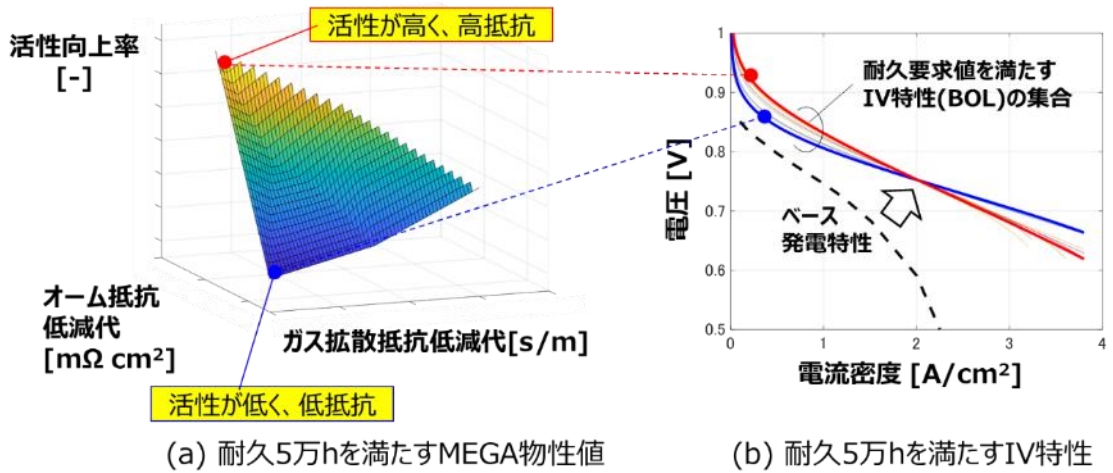 活性向上率
[-]
活性が高く、高抵抗
オーム抵抗
低減代
[mΩ cm²]
ガス拡散抵抗低減代[s/m]
活性が低く、低抵抗
(a) 耐久5万hを満たすMEGA物性値
電圧 [V]
1
0.9
0.8
0.7
0.6
0.5
耐久要求値を満たす
IV特性(BOL)の集合
ベース
発電特性
0
1
2
3
4
電流密度 [A/cm²]
(b) 耐久5万hを満たすIV特性